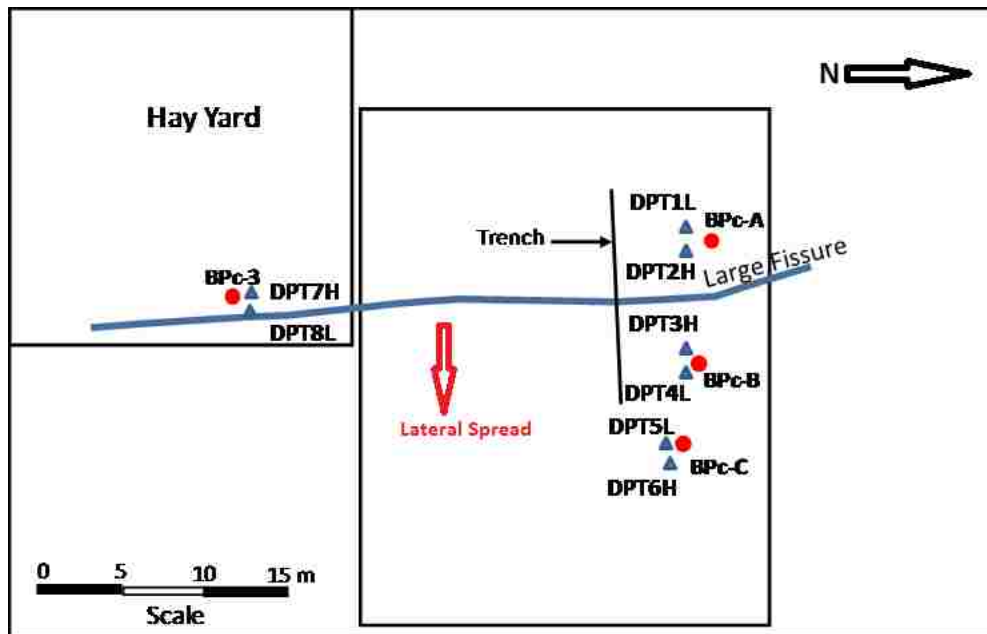 N
Hay Yard
DPT1L
BPc-A
Trench
DPT2H
Large Fissure
BPc-3
DPT7H
DPT8L
DPT3H
BPc-B
DPT4L
Lateral Spread
DPT5L
BPc-C
DPT6H
0 5 10 15 m
Scale